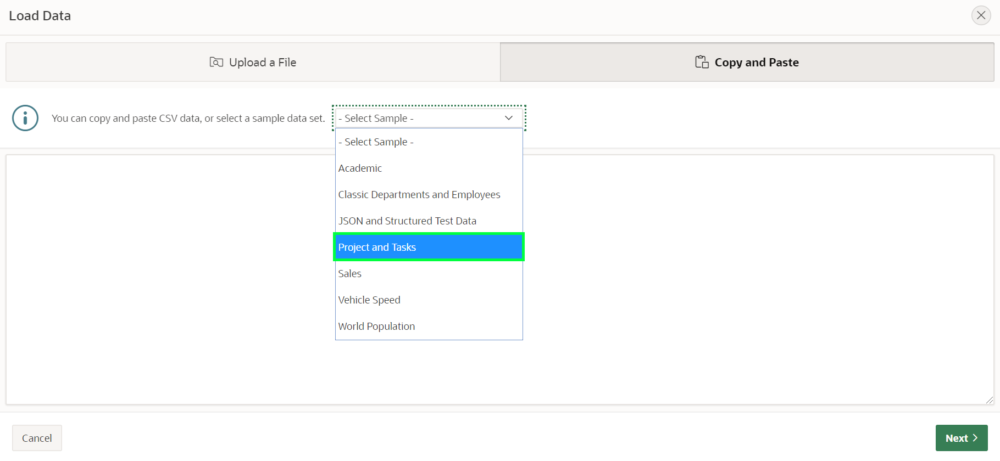 Load Data
Upload a File
Copy and Paste
You can copy and paste CSV data, or select a sample data set.
- Select Sample -
- Select Sample -
Academic
Classic Departments and Employees
JSON and Structured Test Data
Project and Tasks
Sales
Vehicle Speed
World Population
Cancel
Next